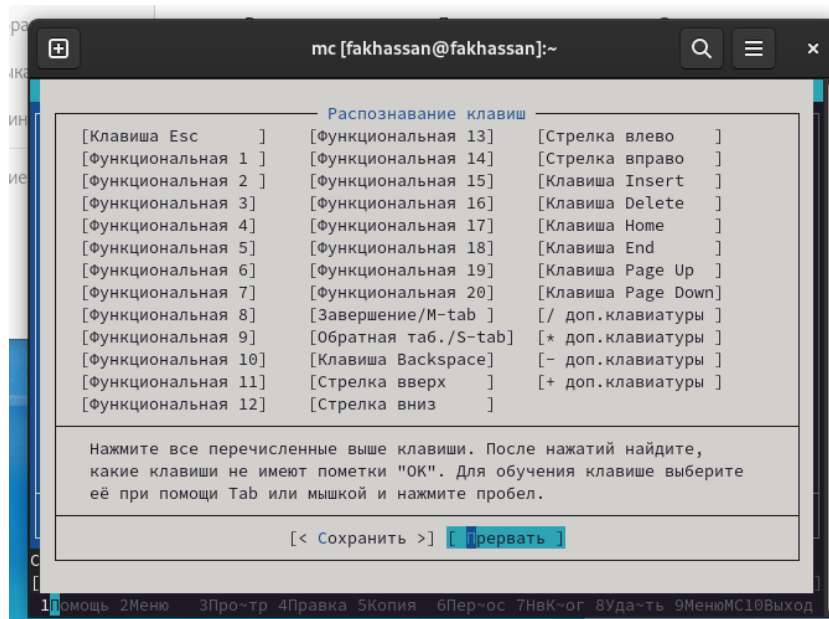 mc [fakhassan@fakhassan]:~
Распознавание клавиш
[Клавиша Esc ] [Функциональная 13] [Стрелка влево ]
[Функциональная 1 ] [Функциональная 14] [Стрелка вправо ]
[Функциональная 2 ] [Функциональная 15] [Клавиша Insert ]
[Функциональная 3] [Функциональная 16] [Клавиша Delete ]
[Функциональная 4] [Функциональная 17] [Клавиша Home ]
[Функциональная 5] [Функциональная 18] [Клавиша End ]
[Функциональная 6] [Функциональная 19] [Клавиша Page Up ]
[Функциональная 7] [Функциональная 20] [Клавиша Page Down]
[Функциональная 8] [Завершение/M-tab ] [/ доп.клавиатуры ]
[Функциональная 9] [Обратная таб./S-tab] [* доп.клавиатуры ]
[Функциональная 10] [Клавиша Backspace] [- доп.клавиатуры ]
[Функциональная 11] [Стрелка вверх ] [+ доп.клавиатуры ]
[Функциональная 12] [Стрелка вниз ]
Нажмите все перечисленные выше клавиши. После нажатий найдите,
какие клавиши не имеют пометки "OK". Для обучения клавише выберите
её при помощи Tab или мышкой и нажмите пробел.
[< Сохранить >] [ Прервать ]
1Помощь 2Меню 3Про~тр 4Правка 5Копия 6Пер~ос 7НвК~ог 8Уда~ть 9МенюMC10Выход